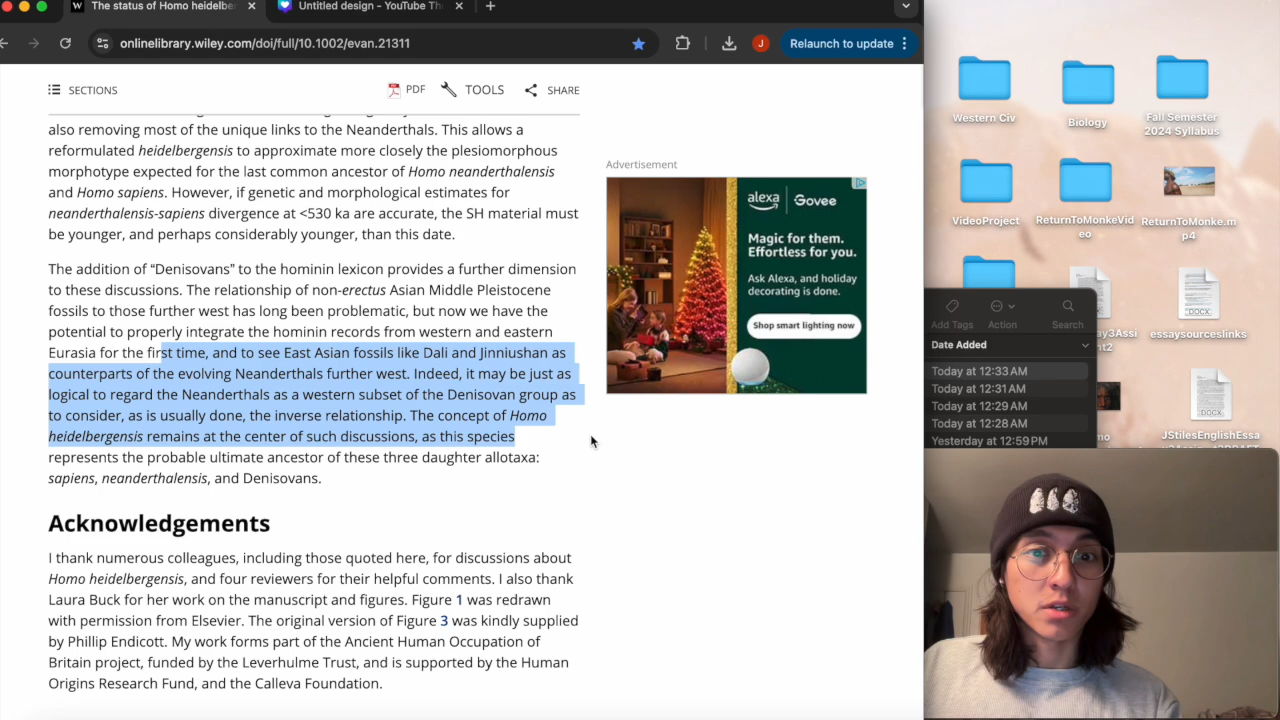 The status of Homo heidelbe
Untitled design - YouTube Th
onlinelibrary.wiley.com/doi/full/10.1002/evan.21311
J
Relaunch to update
SECTIONS
PDF
TOOLS
SHARE
also removing most of the unique links to the Neanderthals. This allows a
reformulated heidelbergensis to approximate more closely the plesiomorphous
morphotype expected for the last common ancestor of Homo neanderthalensis
and Homo sapiens. However, if genetic and morphological estimates for
neanderthalensis-sapiens divergence at <530 ka are accurate, the SH material must
be younger, and perhaps considerably younger, than this date.
The addition of “Denisovans” to the hominin lexicon provides a further dimension
to these discussions. The relationship of non-erectus Asian Middle Pleistocene
fossils to those further west has long been problematic, but now we have the
potential to properly integrate the hominin records from western and eastern
Eurasia for the first time, and to see East Asian fossils like Dali and Jinniushan as
counterparts of the evolving Neanderthals further west. Indeed, it may be just as
logical to regard the Neanderthals as a western subset of the Denisovan group as
to consider, as is usually done, the inverse relationship. The concept of Homo
heidelbergensis remains at the center of such discussions, as this species
represents the probable ultimate ancestor of these three daughter allotaxa:
sapiens, neanderthalensis, and Denisovans.
Acknowledgements
I thank numerous colleagues, including those quoted here, for discussions about
Homo heidelbergensis, and four reviewers for their helpful comments. I also thank
Laura Buck for her work on the manuscript and figures. Figure 1 was redrawn
with permission from Elsevier. The original version of Figure 3 was kindly supplied
by Phillip Endicott. My work forms part of the Ancient Human Occupation of
Britain project, funded by the Leverhulme Trust, and is supported by the Human
Origins Research Fund, and the Calleva Foundation.
Advertisement
alexa
Govee
Magic for them.
Effortless for you.
Ask Alexa, and holiday
decorating is done.
Shop smart lighting now
Western Civ
Biology
Fall Semester
2024 Syllabus
VideoProject
ReturnToMonkeVid
eo
ReturnToMonke.m
p4
DOCX
essaysourceslinks
DOCX
JStilesEnglishEssa
Add Tags
Action
Search
Date Added
Today at 12:33 AM
Today at 12:31 AM
Today at 12:29 AM
Today at 12:28 AM
Yesterday at 12:59 PM